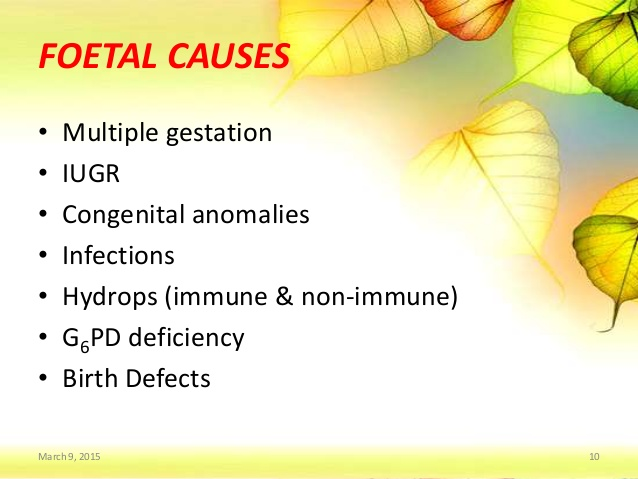 FOETAL CAUSES
• Multiple gestation
• IUGR
• Congenital anomalies
• Infections
• Hydrops (immune & non-immune)
• G₆PD deficiency
• Birth Defects
March 9, 2015
10